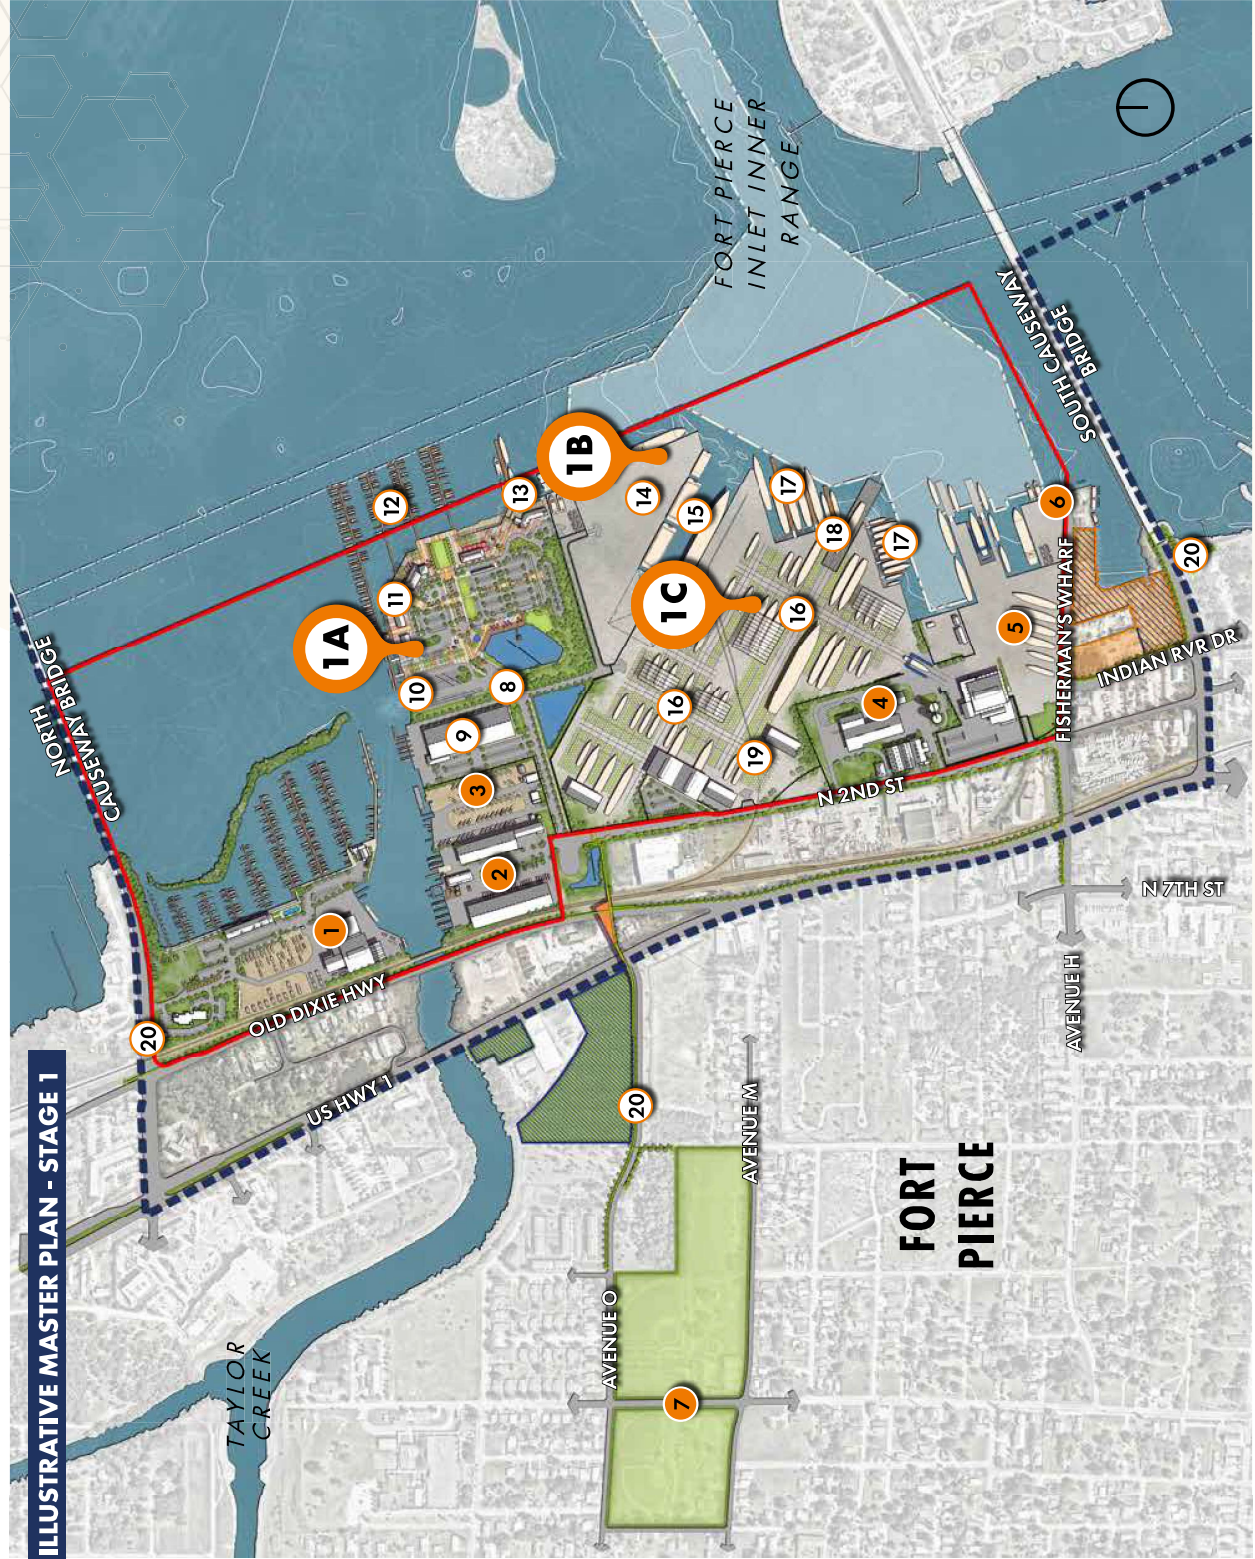 ILLUSTRATIVE MASTER PLAN - STAGE 1
NORTH
CAUSEWAY BRIDGE
FORT PIERCE
INLET INNER
RANGE
SOUTH CAUSEWAY
BRIDGE
TAYLOR
CREEK
US HWY 1
OLD DIXIE HWY
N 2ND ST
FISHERMAN'S WHARF
INDIAN RVR DR
N 7TH ST
AVENUE H
AVENUE M
AVENUE O
FORT
PIERCE
1A
1B
1C
1
2
3
4
5
6
7
8
9
10
11
12
13
14
15
16
16
17
17
18
19
20
20
20